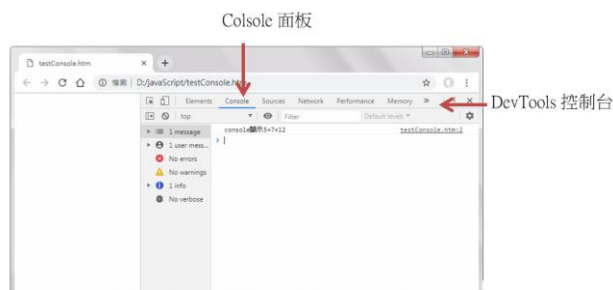 Colsole 面板
testConsole.htm
檔案 D:/JavaScript/testConsole.htm
Elements Console Sources Network Performance Memory »
DevTools 控制台
top Filter Default levels ▼
1 message
console顯示5+7=12 testConsole.htm:2
1 user mess...
No errors
No warnings
1 info
No verbose